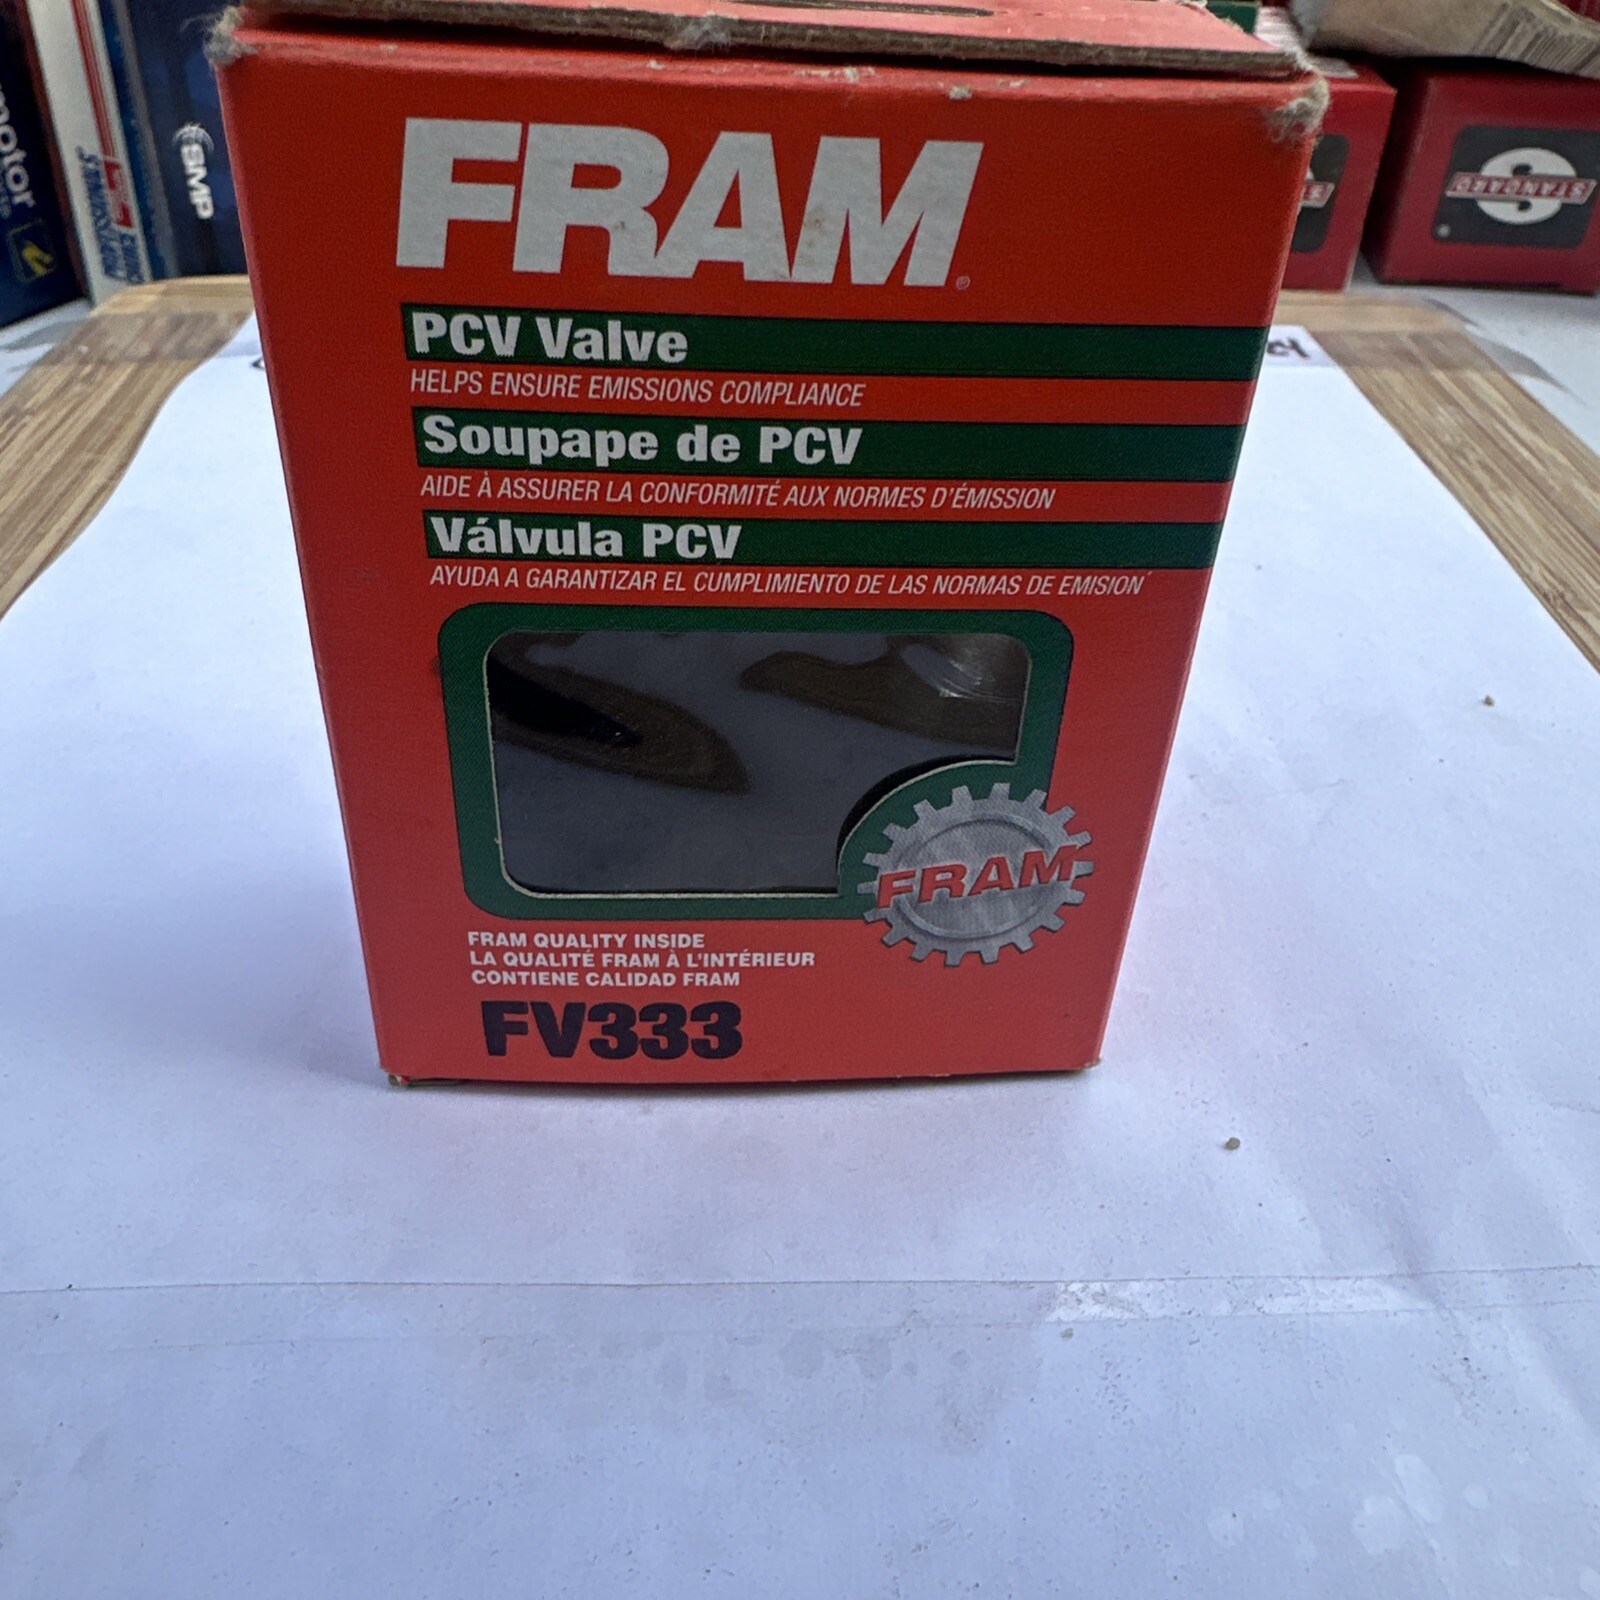 FRAM®
PCV Valve
HELPS ENSURE EMISSIONS COMPLIANCE
Soupape de PCV
AIDE À ASSURER LA CONFORMITÉ AUX NORMES D'ÉMISSION
Válvula PCV
AYUDA A GARANTIZAR EL CUMPLIMIENTO DE LAS NORMAS DE EMISION´
FRAM
FRAM QUALITY INSIDE
LA QUALITÉ FRAM À L'INTÉRIEUR
CONTIENE CALIDAD FRAM
FV333
SMP
STANDARD
®